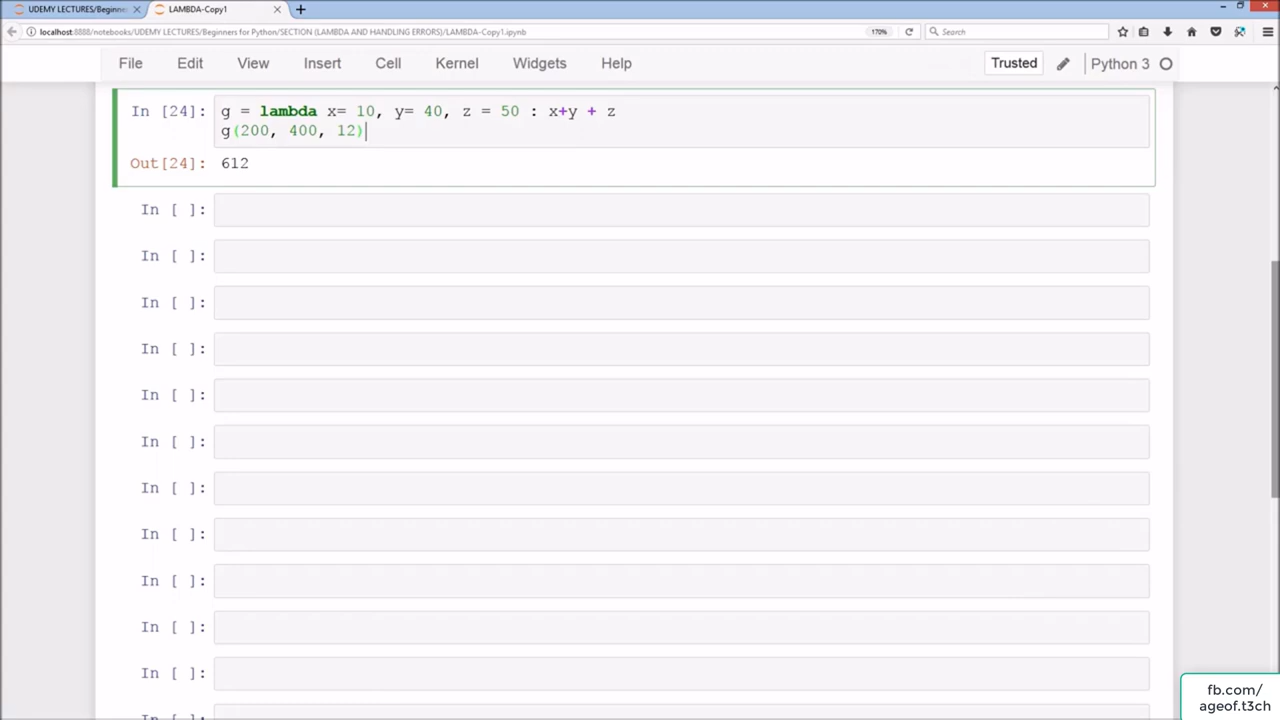 UDEMY LECTURES/Beginner
LAMBDA-Copy1
localhost:8888/notebooks/UDEMY LECTURES/Beginners for Python/SECTION (LAMBDA AND HANDLING ERRORS)/LAMBDA-Copy1.ipynb
170%
Search
File Edit View Insert Cell Kernel Widgets Help
Trusted
Python 3
In [24]: g = lambda x= 10, y= 40, z = 50 : x+y + z
g(200, 400, 12)
Out[24]: 612
In [ ]:
In [ ]:
In [ ]:
In [ ]:
In [ ]:
In [ ]:
In [ ]:
In [ ]:
In [ ]:
In [ ]:
In [ ]:
fb.com/
ageof.t3ch